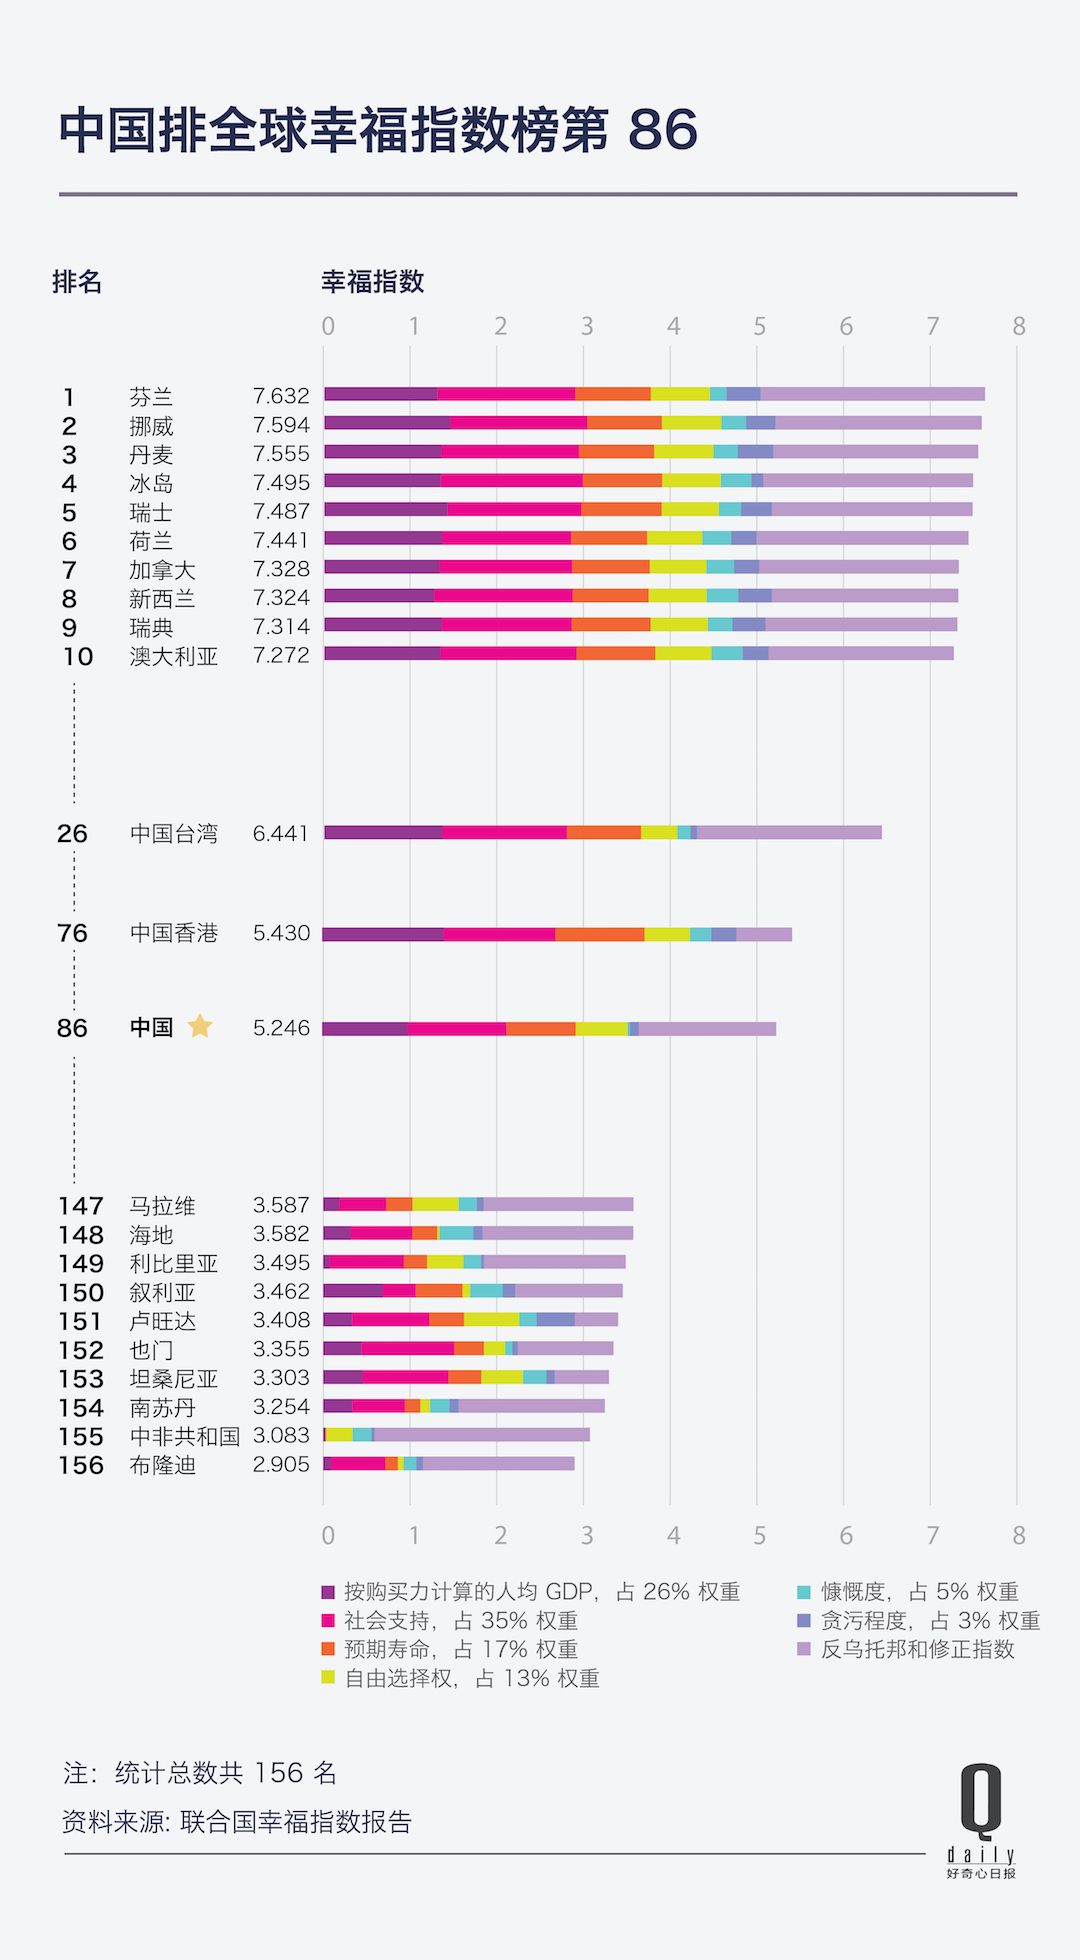 中国排全球幸福指数榜第 86
排名 幸福指数
0 1 2 3 4 5 6 7 8
1 芬兰 7.632
2 挪威 7.594
3 丹麦 7.555
4 冰岛 7.495
5 瑞士 7.487
6 荷兰 7.441
7 加拿大 7.328
8 新西兰 7.324
9 瑞典 7.314
10 澳大利亚 7.272
26 中国台湾 6.441
76 中国香港 5.430
86 中国 5.246
147 马拉维 3.587
148 海地 3.582
149 利比里亚 3.495
150 叙利亚 3.462
151 卢旺达 3.408
152 也门 3.355
153 坦桑尼亚 3.303
154 南苏丹 3.254
155 中非共和国 3.083
156 布隆迪 2.905
0 1 2 3 4 5 6 7 8
按购买力计算的人均 GDP，占 26% 权重
社会支持，占 35% 权重
预期寿命，占 17% 权重
自由选择权，占 13% 权重
慷慨度，占 5% 权重
贪污程度，占 3% 权重
反乌托邦和修正指数
注：统计总数共 156 名
资料来源: 联合国幸福指数报告
Q
daily
好奇心日报